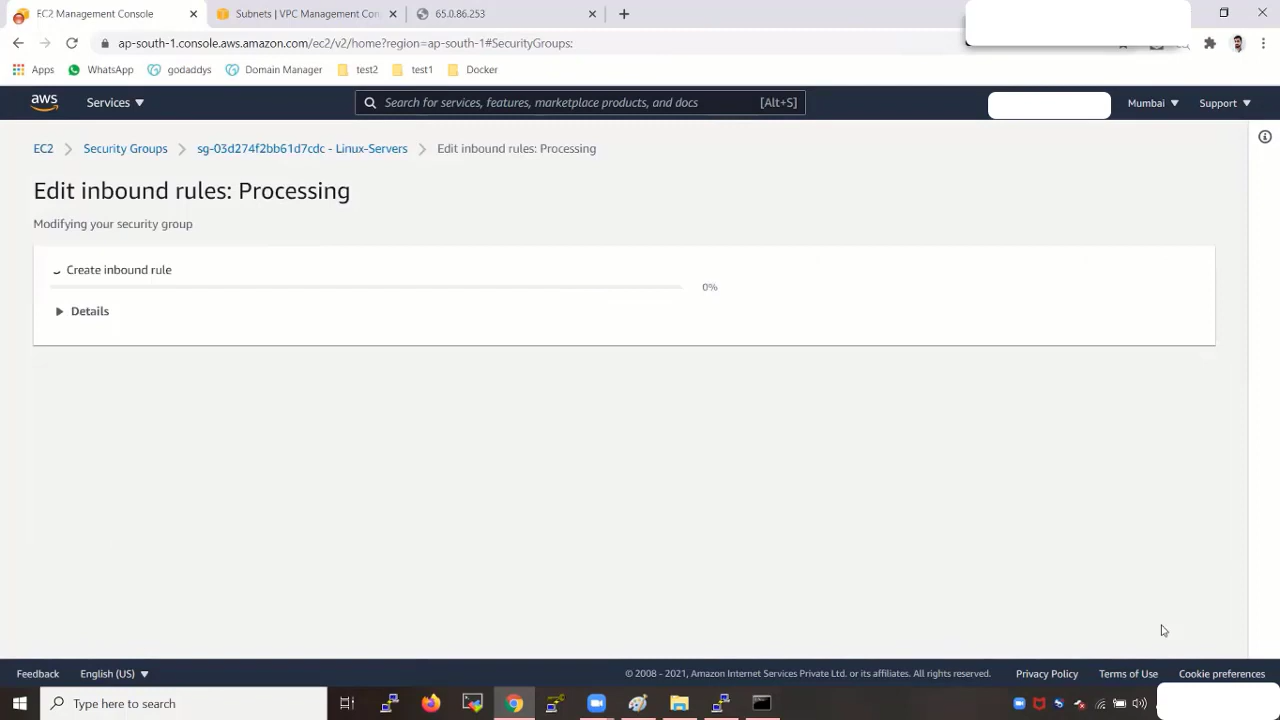 EC2 Management Console
Subnets | VPC Management Con
65.0.86.253
ap-south-1.console.aws.amazon.com/ec2/v2/home?region=ap-south-1#SecurityGroups:
Apps
WhatsApp
godaddys
Domain Manager
test2
test1
Docker
aws
Services
Search for services, features, marketplace products, and docs
[Alt+S]
Mumbai
Support
EC2
Security Groups
sg-03d274f2bb61d7cdc - Linux-Servers
Edit inbound rules: Processing
Edit inbound rules: Processing
Modifying your security group
Create inbound rule
0%
Details
Feedback
English (US)
© 2008 - 2021, Amazon Internet Services Private Ltd. or its affiliates. All rights reserved.
Privacy Policy
Terms of Use
Cookie preferences
Type here to search